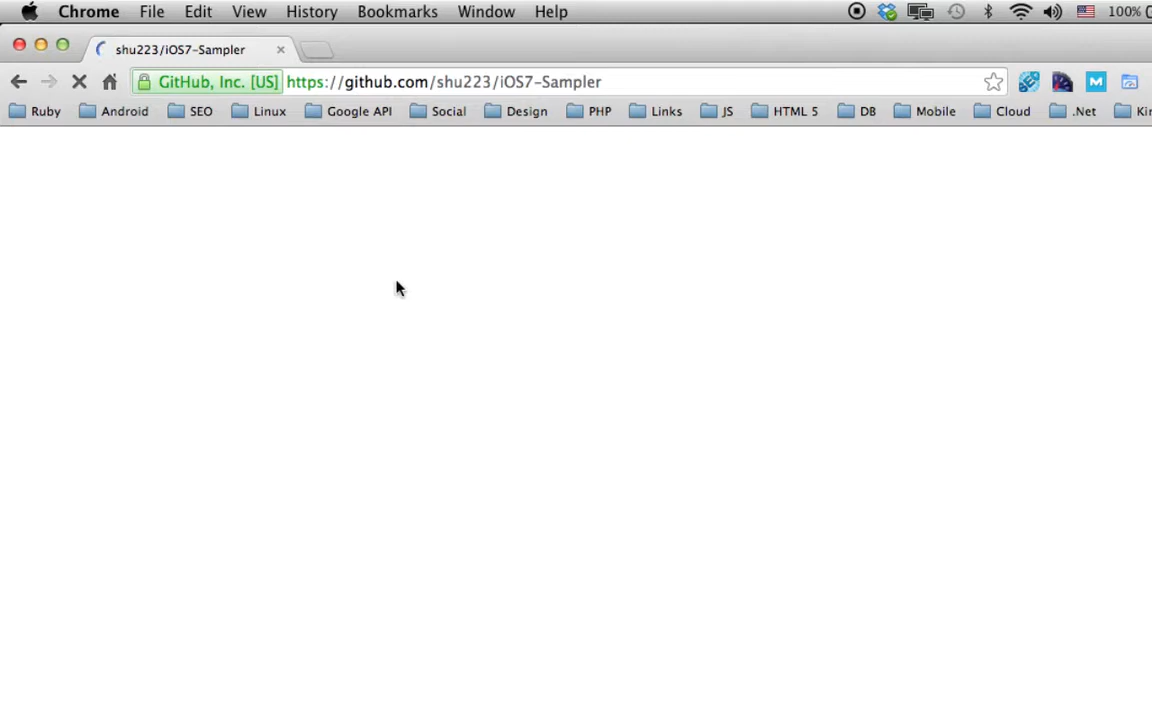 Chrome File Edit View History Bookmarks Window Help 100%
shu223/iOS7-Sampler
GitHub, Inc. [US] https://github.com/shu223/iOS7-Sampler
Ruby Android SEO Linux Google API Social Design PHP Links JS HTML 5 DB Mobile Cloud .Net